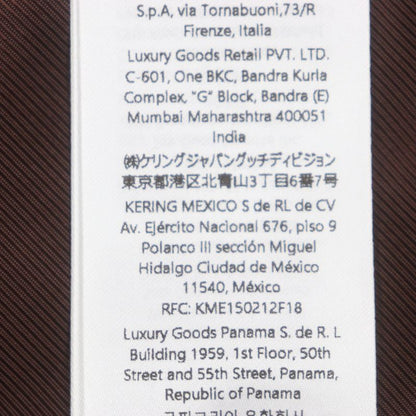 S.p.A, via Tornabuoni,73/R
Firenze, Italia
Luxury Goods Retail PVT. LTD.
C-601, One BKC, Bandra Kurla
Complex, "G" Block, Bandra (E)
Mumbai Maharashtra 400051
India
㈱ケリングジャパングッチディビジョン
東京都港区北青山3丁目6番7号
KERING MEXICO S de RL de CV
Av. Ejército Nacional 676, piso 9
Polanco III sección Miguel
Hidalgo Ciudad de México
11540, México
RFC: KME150212F18
Luxury Goods Panama S. de R. L
Building 1959, 1st Floor, 50th
Street and 55th Street, Panama,
Republic of Panama